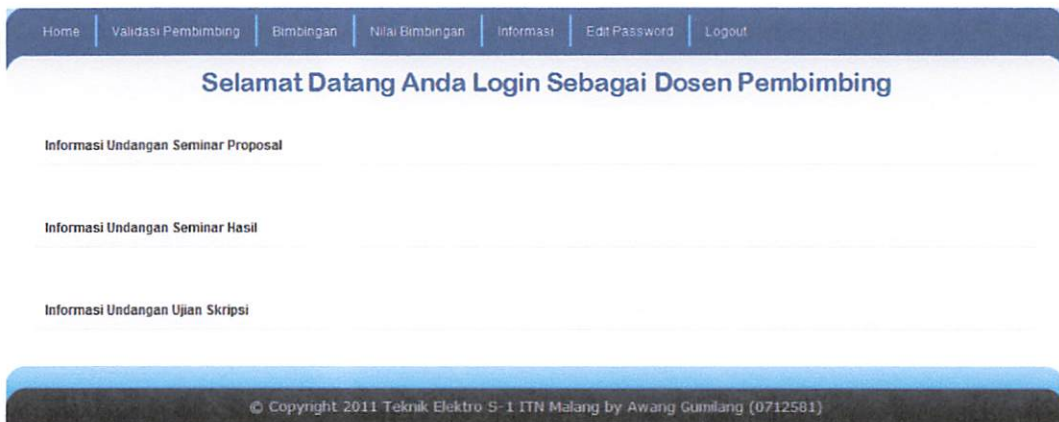 Home Validasi Pembimbing Bimbingan Nilai Bimbingan Informasi Edit Password Logout
Selamat Datang Anda Login Sebagai Dosen Pembimbing
Informasi Undangan Seminar Proposal
Informasi Undangan Seminar Hasil
Informasi Undangan Ujian Skripsi
© Copyright 2011 Teknik Elektro S-1 ITN Malang by Awang Gumilang (0712581)